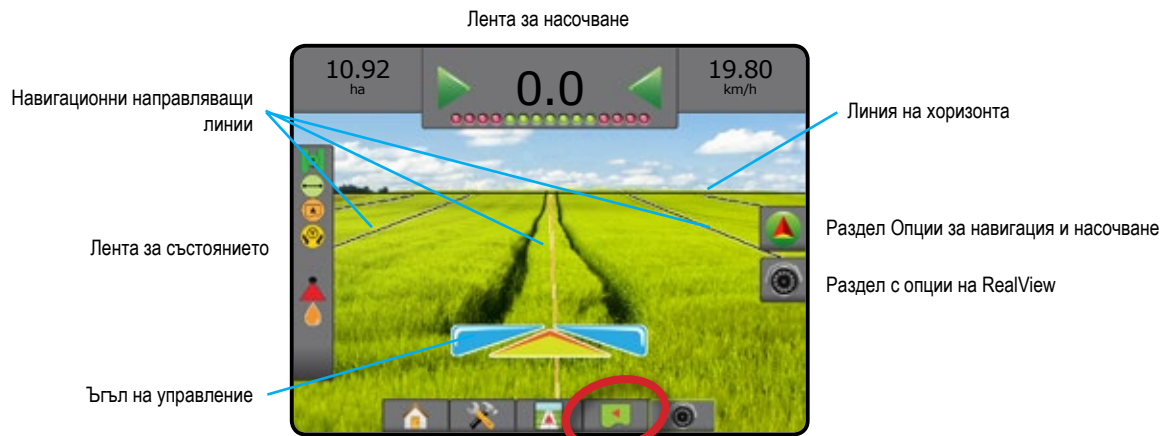 Лента за насочване
10.92
ha
0.0
19.80
km/h
Навигационни направляващи
линии
Линия на хоризонта
Раздел Опции за навигация и насочване
Лента за състоянието
Раздел с опции на RealView
Ъгъл на управление